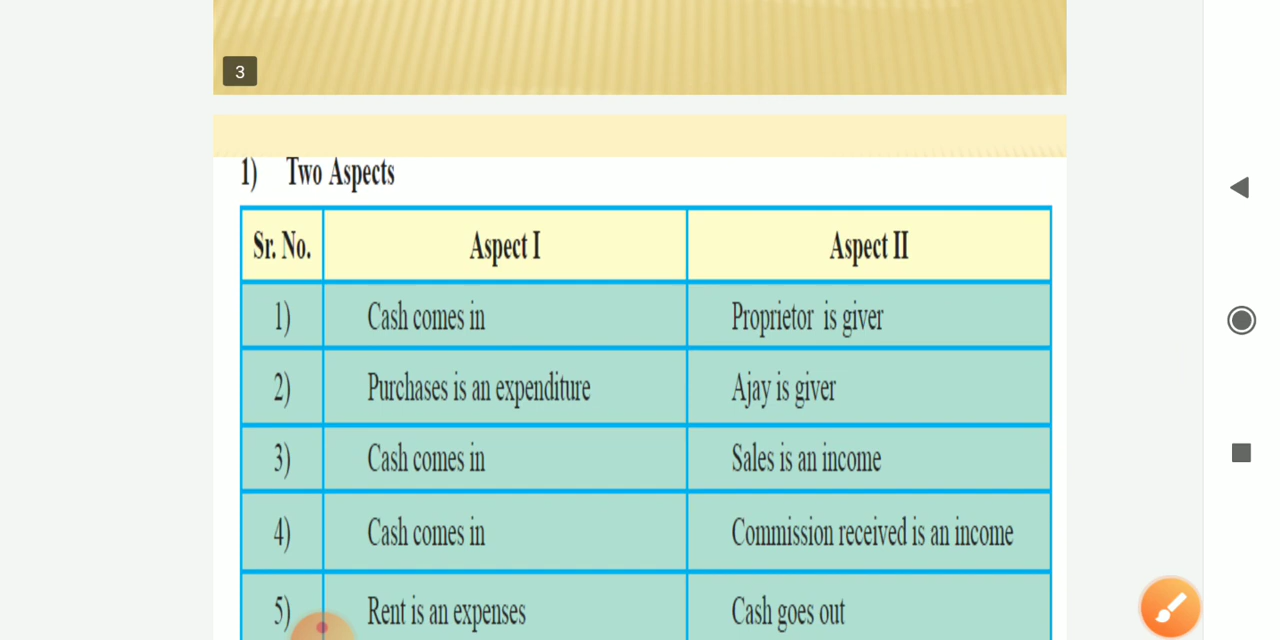 3
1) Two Aspects
Sr. No. Aspect I Aspect II
1) Cash comes in Proprietor is giver
2) Purchases is an expenditure Ajay is giver
3) Cash comes in Sales is an income
4) Cash comes in Commission received is an income
5) Rent is an expenses Cash goes out